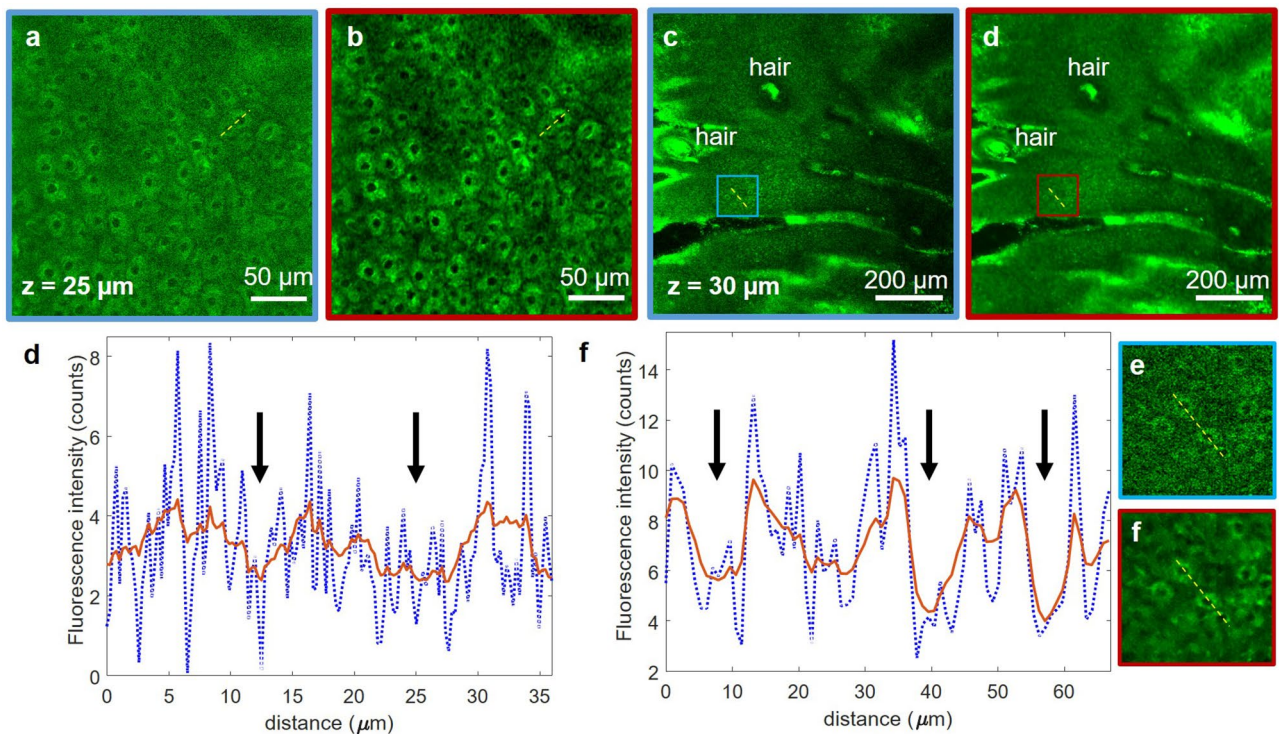 a
b
c
d
hair
hair
hair
hair
z = 25 µm
50 µm
50 µm
z = 30 µm
200 µm
200 µm
d
Fluorescence intensity (counts)
8
6
4
2
0
0 5 10 15 20 25 30 35
distance (µm)
f
Fluorescence intensity (counts)
14
12
10
8
6
4
2
0 10 20 30 40 50 60
distance (µm)
e
f